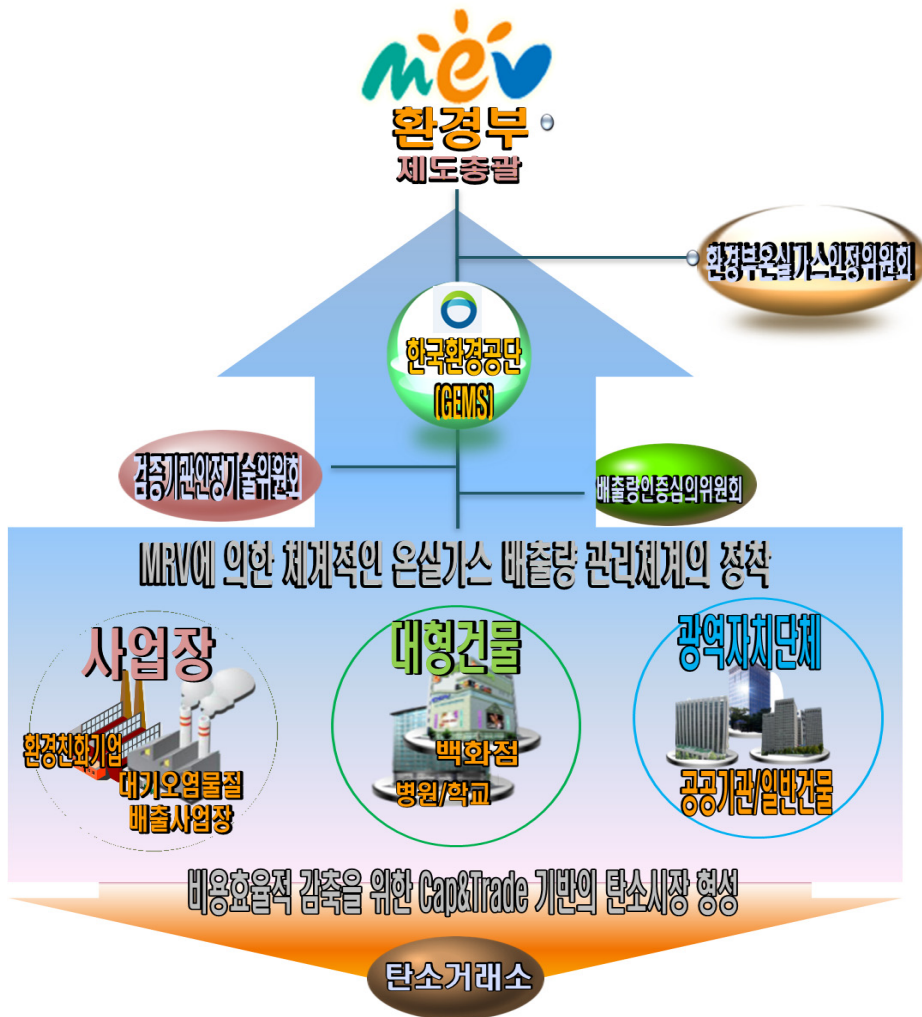 mev
환경부
제도총괄
환경부온실가스인정위원회
한국환경공단
(GEMS)
검증기관인정기술위원회
배출량인증심의위원회
MRV에 의한 체계적인 온실가스 배출량 관리체계의 정착
사업장
환경친화기업
대기오염물질
배출사업장
대형건물
백화점
병원/학교
광역자치단체
공공기관/일반건물
비용효율적 감축을 위한 Cap&Trade 기반의 탄소시장 형성
탄소거래소